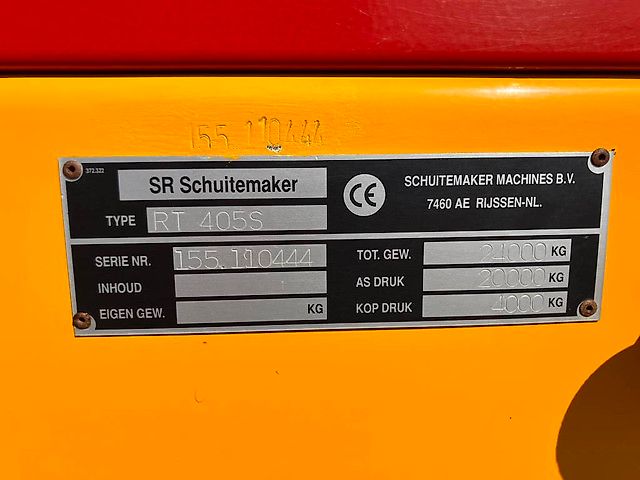 155.110444
372.322
SR Schuitemaker
TYPE RT 405S
CE
SCHUITEMAKER MACHINES B.V.
7460 AE RIJSSEN-NL.
SERIE NR. 155.110444
INHOUD
EIGEN GEW. KG
TOT. GEW. 24000 KG
AS DRUK 20000 KG
KOP DRUK 4000 KG